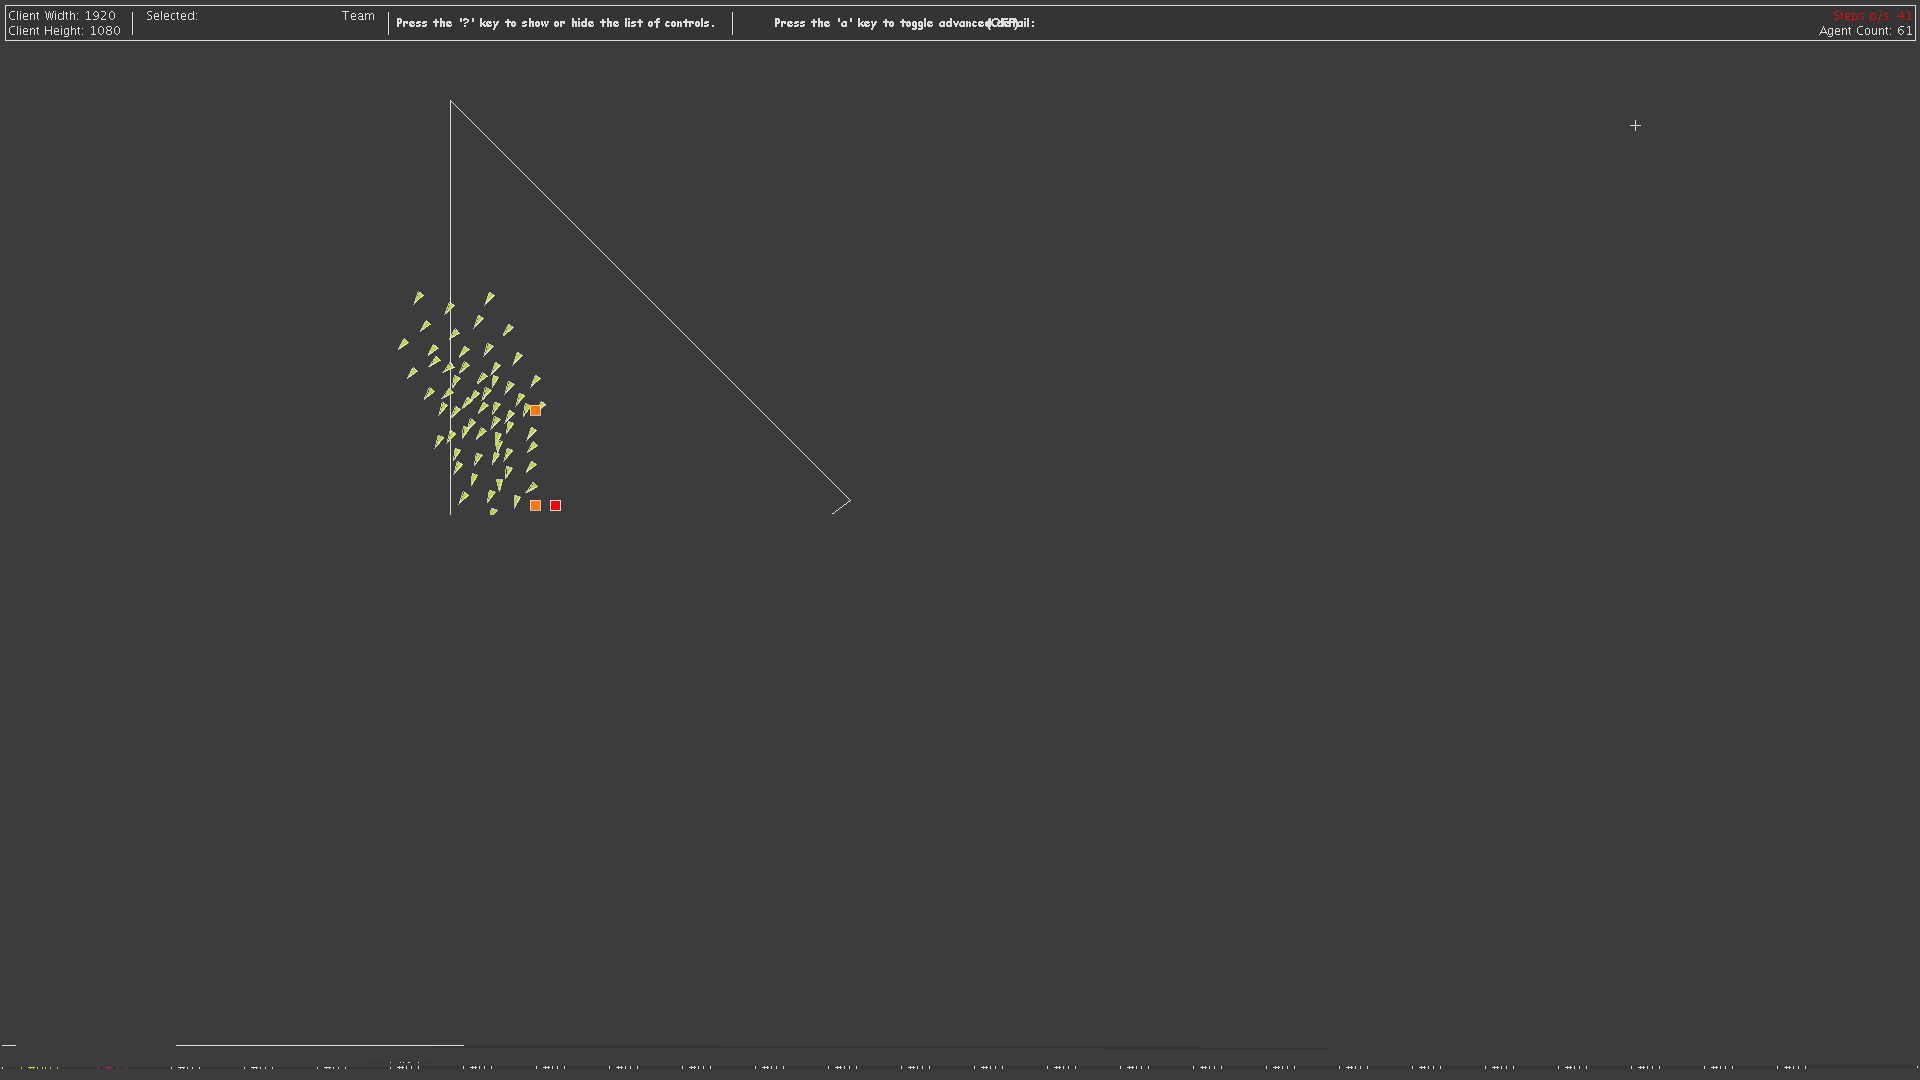 Client Width: 1920
Client Height: 1080
Selected:
Team
Press the '?' key to show or hide the list of controls.
Press the 'a' key to toggle advanced detail:
(OFF)
Steps p/s: 41
Agent Count: 61